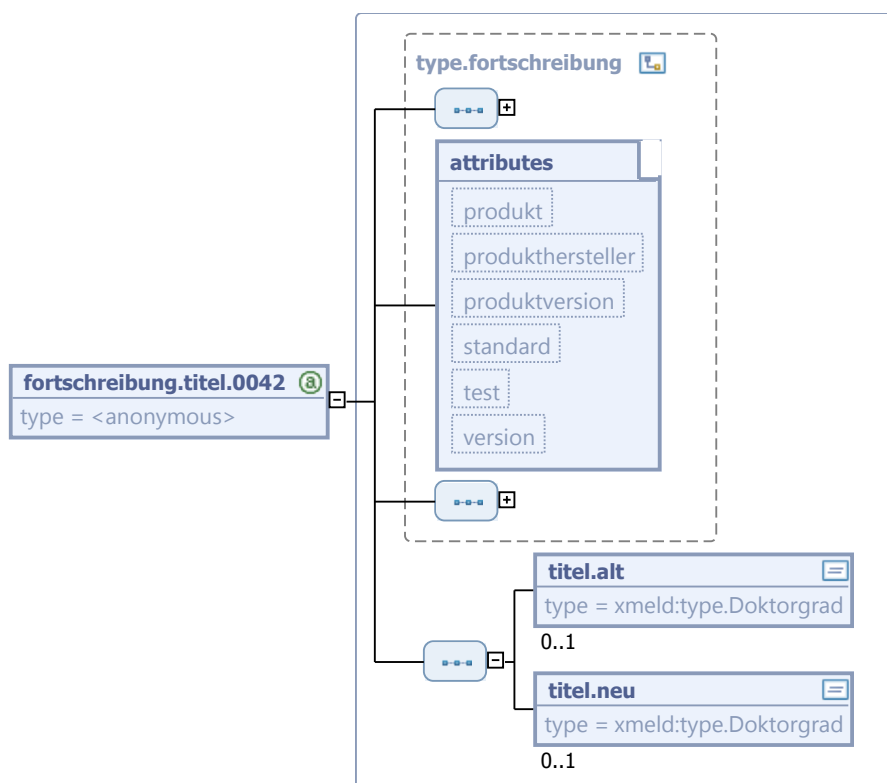 type.fortschreibung
attributes
produkt
produkthersteller
produktversion
standard
test
version
fortschreibung.titel.0042 a
type = <anonymous>
titel.alt
type = xmeld:type.Doktorgrad
0..1
titel.neu
type = xmeld:type.Doktorgrad
0..1